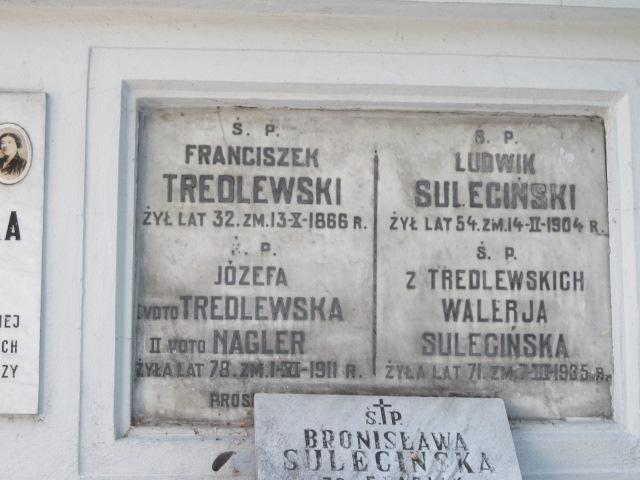 Ś. P.
FRANCISZEK
TREDLEWSKI
ŻYŁ LAT 32. ZM. 13-X-1866 R.
Ś. P.
JÓZEFA
I VOTO TREDLEWSKA
II VOTO NAGLER
ŻYŁA LAT 78. ZM. 1-VI-1911 R.
Ś. P.
LUDWIK
SULECIŃSKI
ŻYŁ LAT 54. ZM. 14-II-1904 R.
Ś. P.
Z TREDLEWSKICH
WALERJA
SULECIŃSKA
ŻYŁA LAT 71. ZM. 7-III-1935 R.
Ś. P.
BRONISŁAWA
SULECIŃSKA